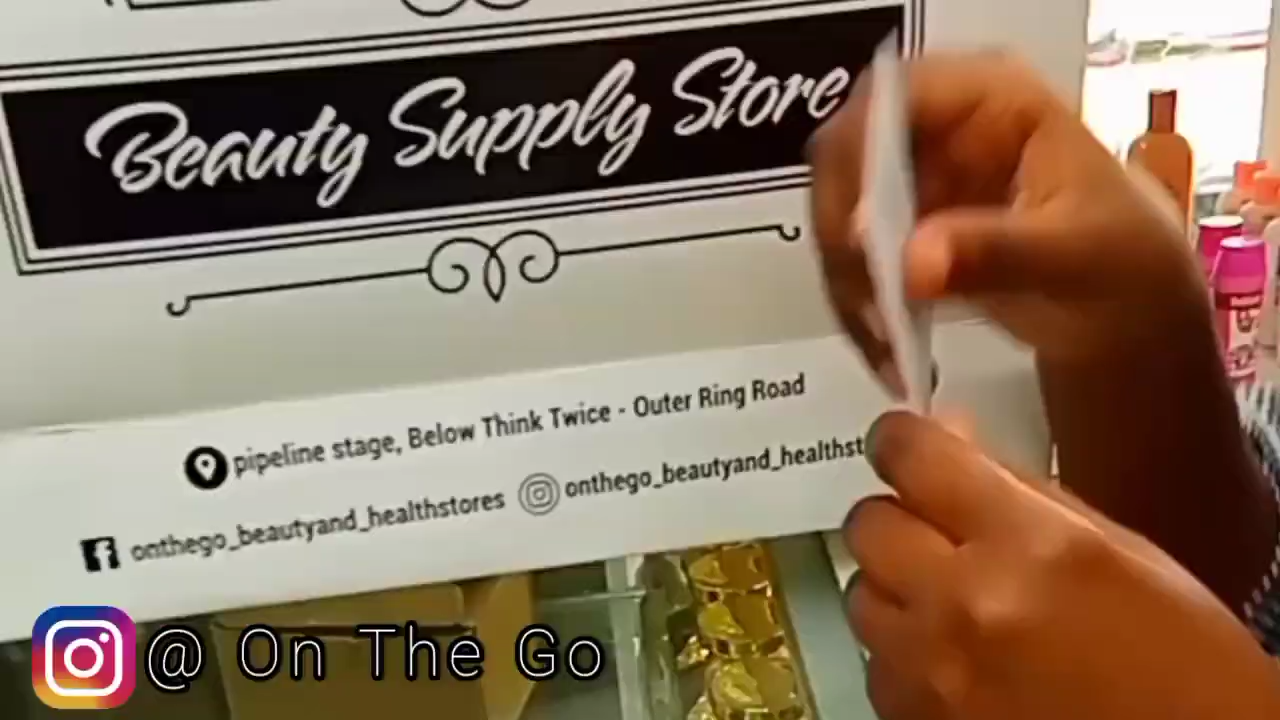 Beauty Supply Store
pipeline stage, Below Think Twice - Outer Ring Road
onthego_beautyand_healthstores onthego_beautyand_healthst
@ On The Go